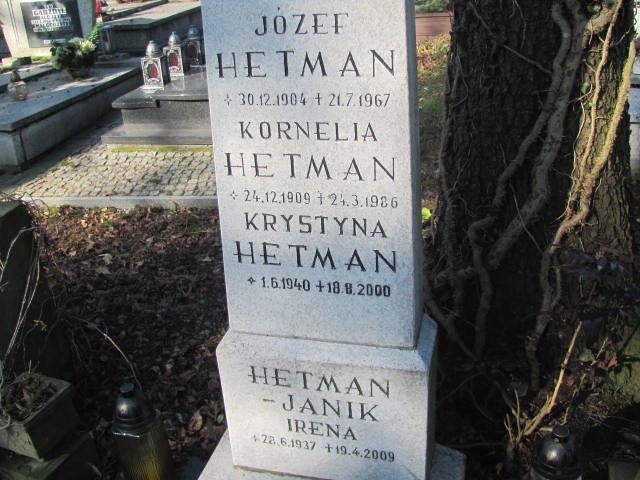 JÓZEF
HETMAN
÷ 30.12.1904 + 21.7.1967
KORNELIA
HETMAN
÷ 24.12.1909 + 24.3.1986
KRYSTYNA
HETMAN
÷ 1.6.1940 + 18.8.2000
HETMAN
-JANIK
IRENA
÷ 28.6.1937 + 19.4.2009